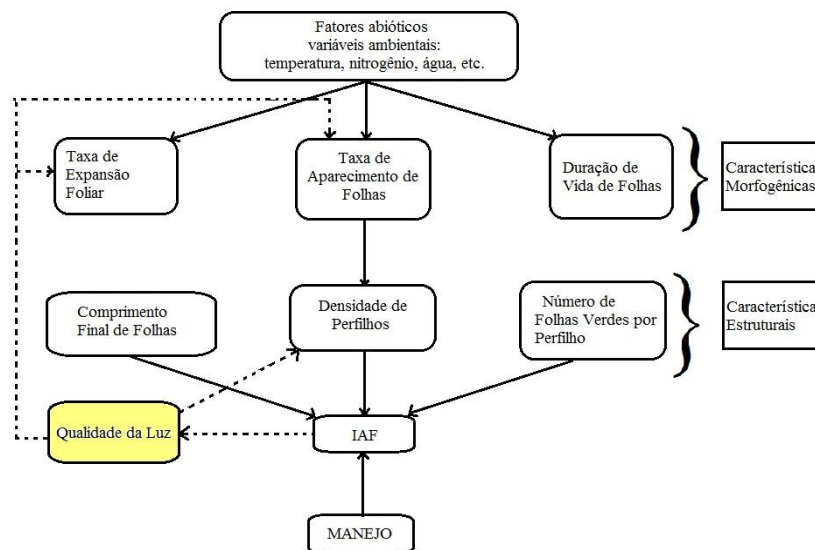 Fatores abióticos
variáveis ambientais:
temperatura, nitrogênio, água, etc.
Taxa de
Expansão
Foliar
Taxa de
Aparecimento de
Folhas
Duração de
Vida de Folhas
Característica
Morfogênicas
Comprimento
Final de Folhas
Densidade de
Perfilhos
Número de
Folhas Verdes por
Perfilho
Característica
Estruturais
Qualidade da Luz
IAF
MANEJO